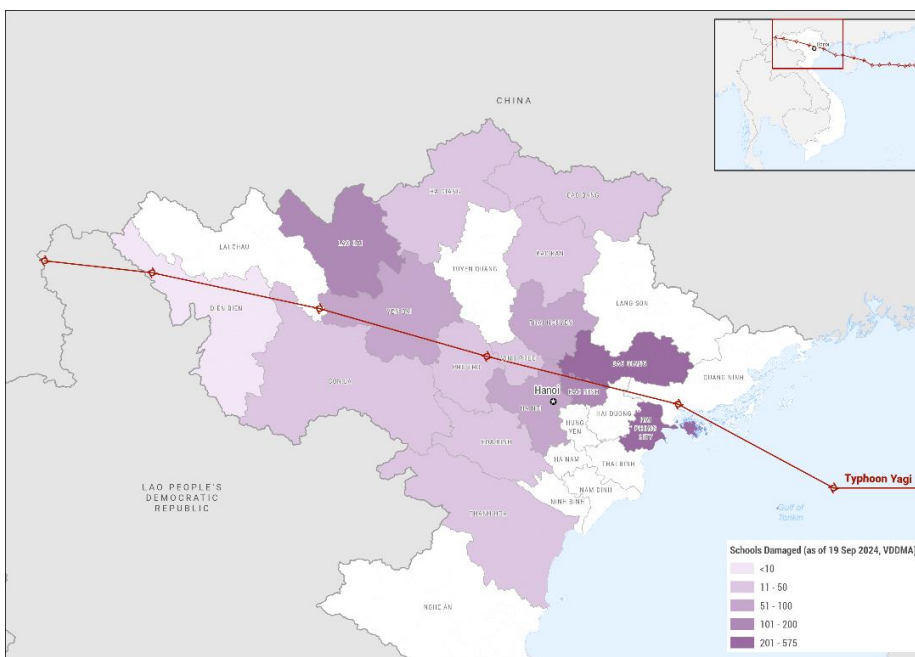 CHINA
HA GIANG
CAO BANG
LAI CHAU
LAO CAI
TUYEN QUANG
BAC KAN
LANG SON
DIEN BIEN
YEN BAI
THAI NGUYEN
SON LA
PHU THO
VINH PHUC
BAC GIANG
QUANG NINH
Hanoi
HA NOI
BAC NINH
HAI DUONG
HAI
PHONG
CITY
HUNG
YEN
HOA BINH
HA NAM
THAI BINH
NAM DINH
NINH BINH
LAO PEOPLE'S
DEMOCRATIC
REPUBLIC
THANH HOA
NGHE AN
Typhoon Yagi
Gulf of
Tonkin
Schools Damaged (as of 19 Sep 2024, VDDMA)
<10
11 - 50
51 - 100
101 - 200
201 - 575